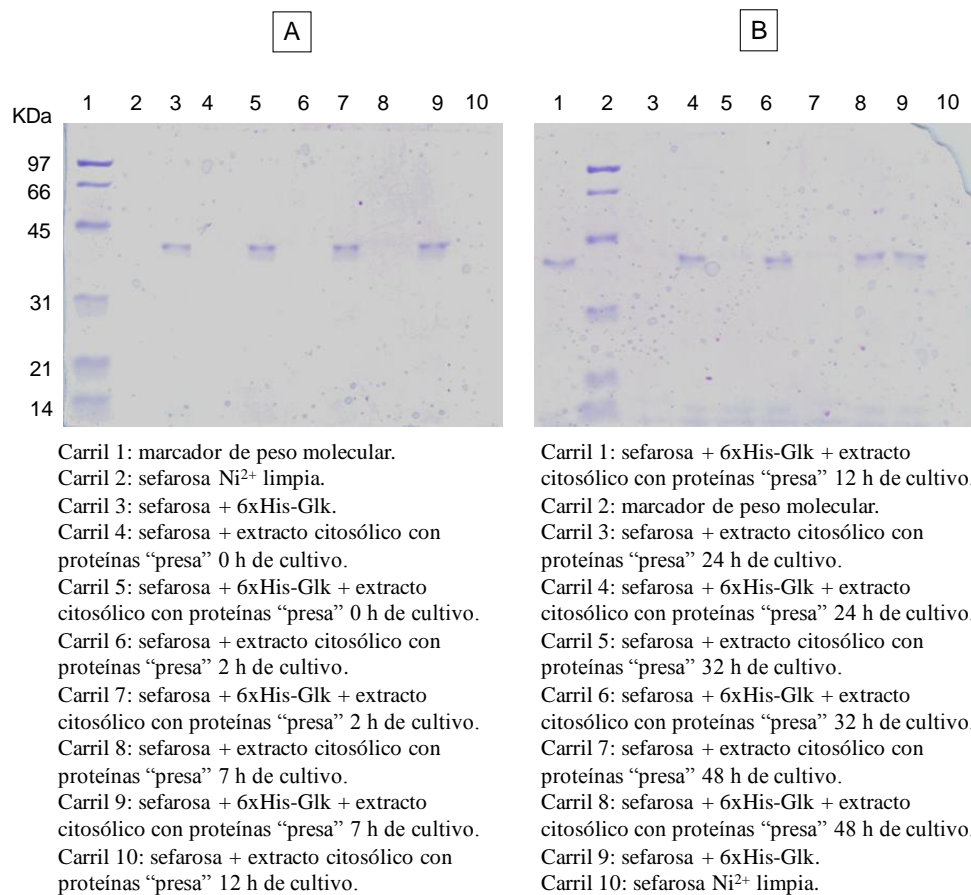 A
B
1 2 3 4 5 6 7 8 9 10
1 2 3 4 5 6 7 8 9 10
KDa
97
66
45
31
21
14
Carril 1: marcador de peso molecular.
Carril 2: sefarosa Ni²⁺ limpia.
Carril 3: sefarosa + 6xHis-Glk.
Carril 4: sefarosa + extracto citosólico con
proteínas “presa” 0 h de cultivo.
Carril 5: sefarosa + 6xHis-Glk + extracto
citosólico con proteínas “presa” 0 h de cultivo.
Carril 6: sefarosa + extracto citosólico con
proteínas “presa” 2 h de cultivo.
Carril 7: sefarosa + 6xHis-Glk + extracto
citosólico con proteínas “presa” 2 h de cultivo.
Carril 8: sefarosa + extracto citosólico con
proteínas “presa” 7 h de cultivo.
Carril 9: sefarosa + 6xHis-Glk + extracto
citosólico con proteínas “presa” 7 h de cultivo.
Carril 10: sefarosa + extracto citosólico con
proteínas “presa” 12 h de cultivo.
Carril 1: sefarosa + 6xHis-Glk + extracto
citosólico con proteínas “presa” 12 h de cultivo.
Carril 2: marcador de peso molecular.
Carril 3: sefarosa + extracto citosólico con
proteínas “presa” 24 h de cultivo.
Carril 4: sefarosa + 6xHis-Glk + extracto
citosólico con proteínas “presa” 24 h de cultivo.
Carril 5: sefarosa + extracto citosólico con
proteínas “presa” 32 h de cultivo.
Carril 6: sefarosa + 6xHis-Glk + extracto
citosólico con proteínas “presa” 32 h de cultivo.
Carril 7: sefarosa + extracto citosólico con
proteínas “presa” 48 h de cultivo.
Carril 8: sefarosa + 6xHis-Glk + extracto
citosólico con proteínas “presa” 48 h de cultivo.
Carril 9: sefarosa + 6xHis-Glk.
Carril 10: sefarosa Ni²⁺ limpia.